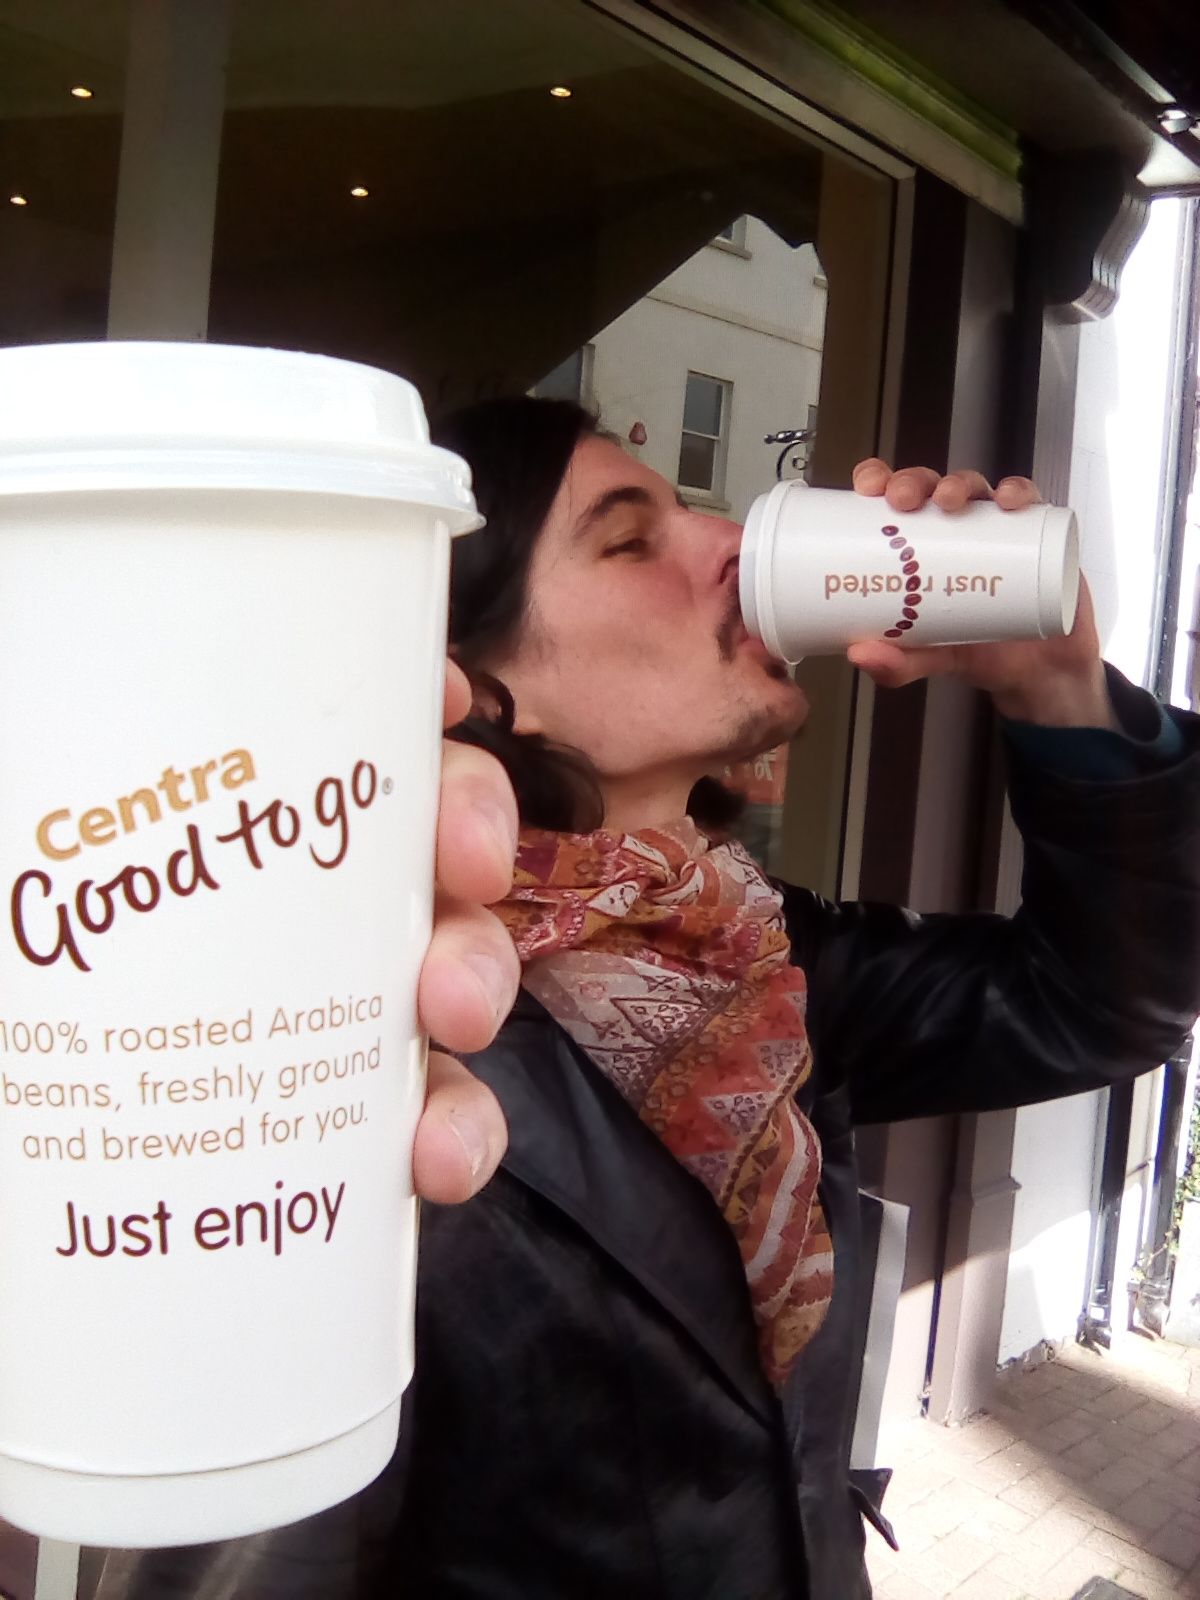 Centra
Good to go®
100% roasted Arabica
beans, freshly ground
and brewed for you.
Just enjoy
Just roasted